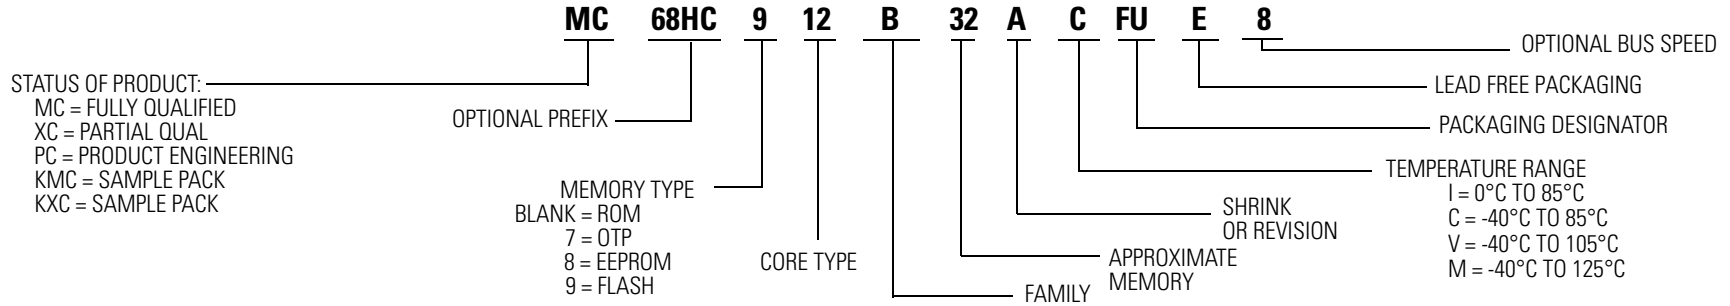 MC 68HC 9 12 B 32 A C FU E 8
OPTIONAL BUS SPEED
STATUS OF PRODUCT:
MC = FULLY QUALIFIED
XC = PARTIAL QUAL
PC = PRODUCT ENGINEERING
KMC = SAMPLE PACK
KXC = SAMPLE PACK
OPTIONAL PREFIX
MEMORY TYPE
BLANK = ROM
7 = OTP
8 = EEPROM
9 = FLASH
CORE TYPE
FAMILY
APPROXIMATE
MEMORY
SHRINK
OR REVISION
TEMPERATURE RANGE
I = 0°C TO 85°C
C = -40°C TO 85°C
V = -40°C TO 105°C
M = -40°C TO 125°C
PACKAGING DESIGNATOR
LEAD FREE PACKAGING